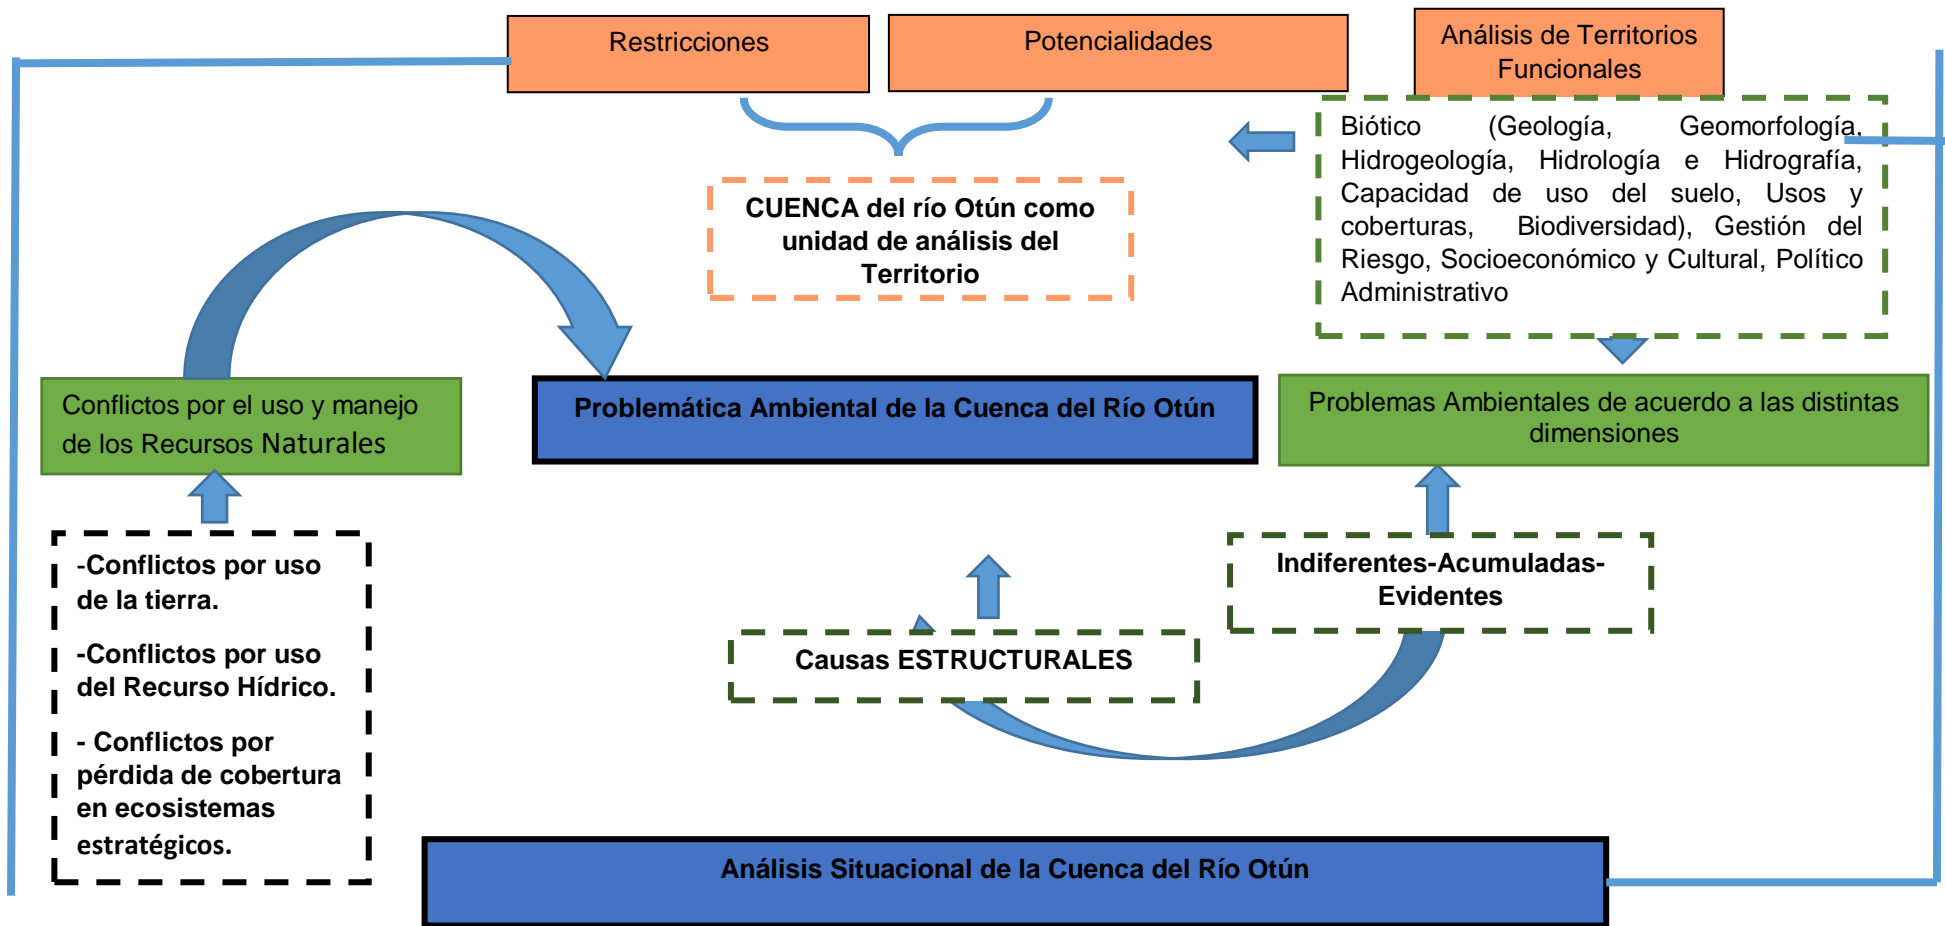 Restricciones
Potencialidades
Análisis de Territorios
Funcionales
Biótico (Geología, Geomorfología,
Hidrogeología, Hidrología e Hidrografía,
Capacidad de uso del suelo, Usos y
coberturas, Biodiversidad), Gestión del
Riesgo, Socioeconómico y Cultural, Político
Administrativo
CUENCA del río Otún como
unidad de análisis del
Territorio
Conflictos por el uso y manejo
de los Recursos Naturales
Problemática Ambiental de la Cuenca del Río Otún
Problemas Ambientales de acuerdo a las distintas
dimensiones
-Conflictos por uso
de la tierra.
-Conflictos por uso
del Recurso Hídrico.
- Conflictos por
pérdida de cobertura
en ecosistemas
estratégicos.
Indiferentes-Acumuladas-
Evidentes
Causas ESTRUCTURALES
Análisis Situacional de la Cuenca del Río Otún